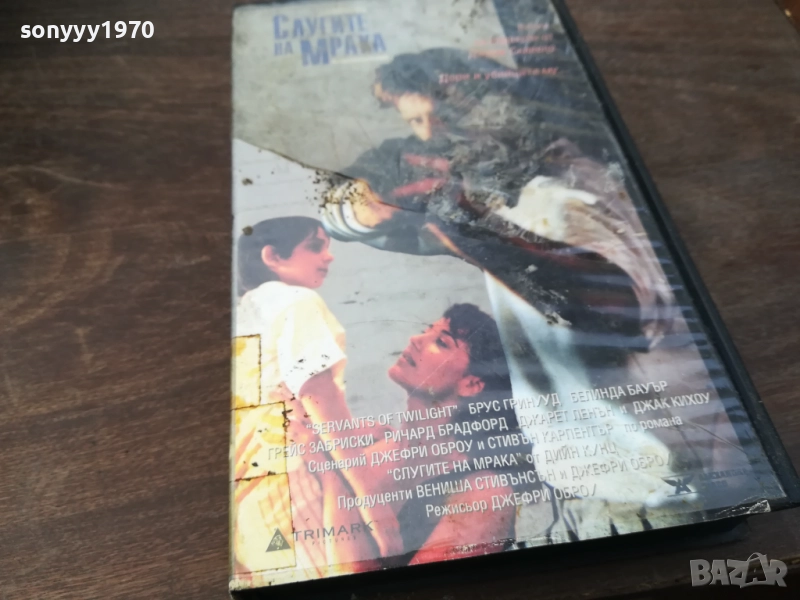 sonyyy1970
СЛУГИТЕ
НА МРАКА
"SERVANTS OF TWILIGHT" БРУС ГРИНУУД БЕЛИНДА БАУЪР
ГРЕЙС ЗАБРИСКИ РИЧАРД БРАДФОРД ДЖАРЕТ ЛЕНЪН и ДЖАК КИХОУ
Сценарий ДЖЕФРИ ОБРОУ и СТИВЪН КАРПЕНТЪР по романа
"СЛУГИТЕ НА МРАКА" от ДИЙН КУНЦ
Продуценти ВЕНИША СТИВЪНСЪН и ДЖЕФРИ ОБРОУ
Режисьор ДЖЕФРИ ОБРОУ
TRIMARK
BAZAR